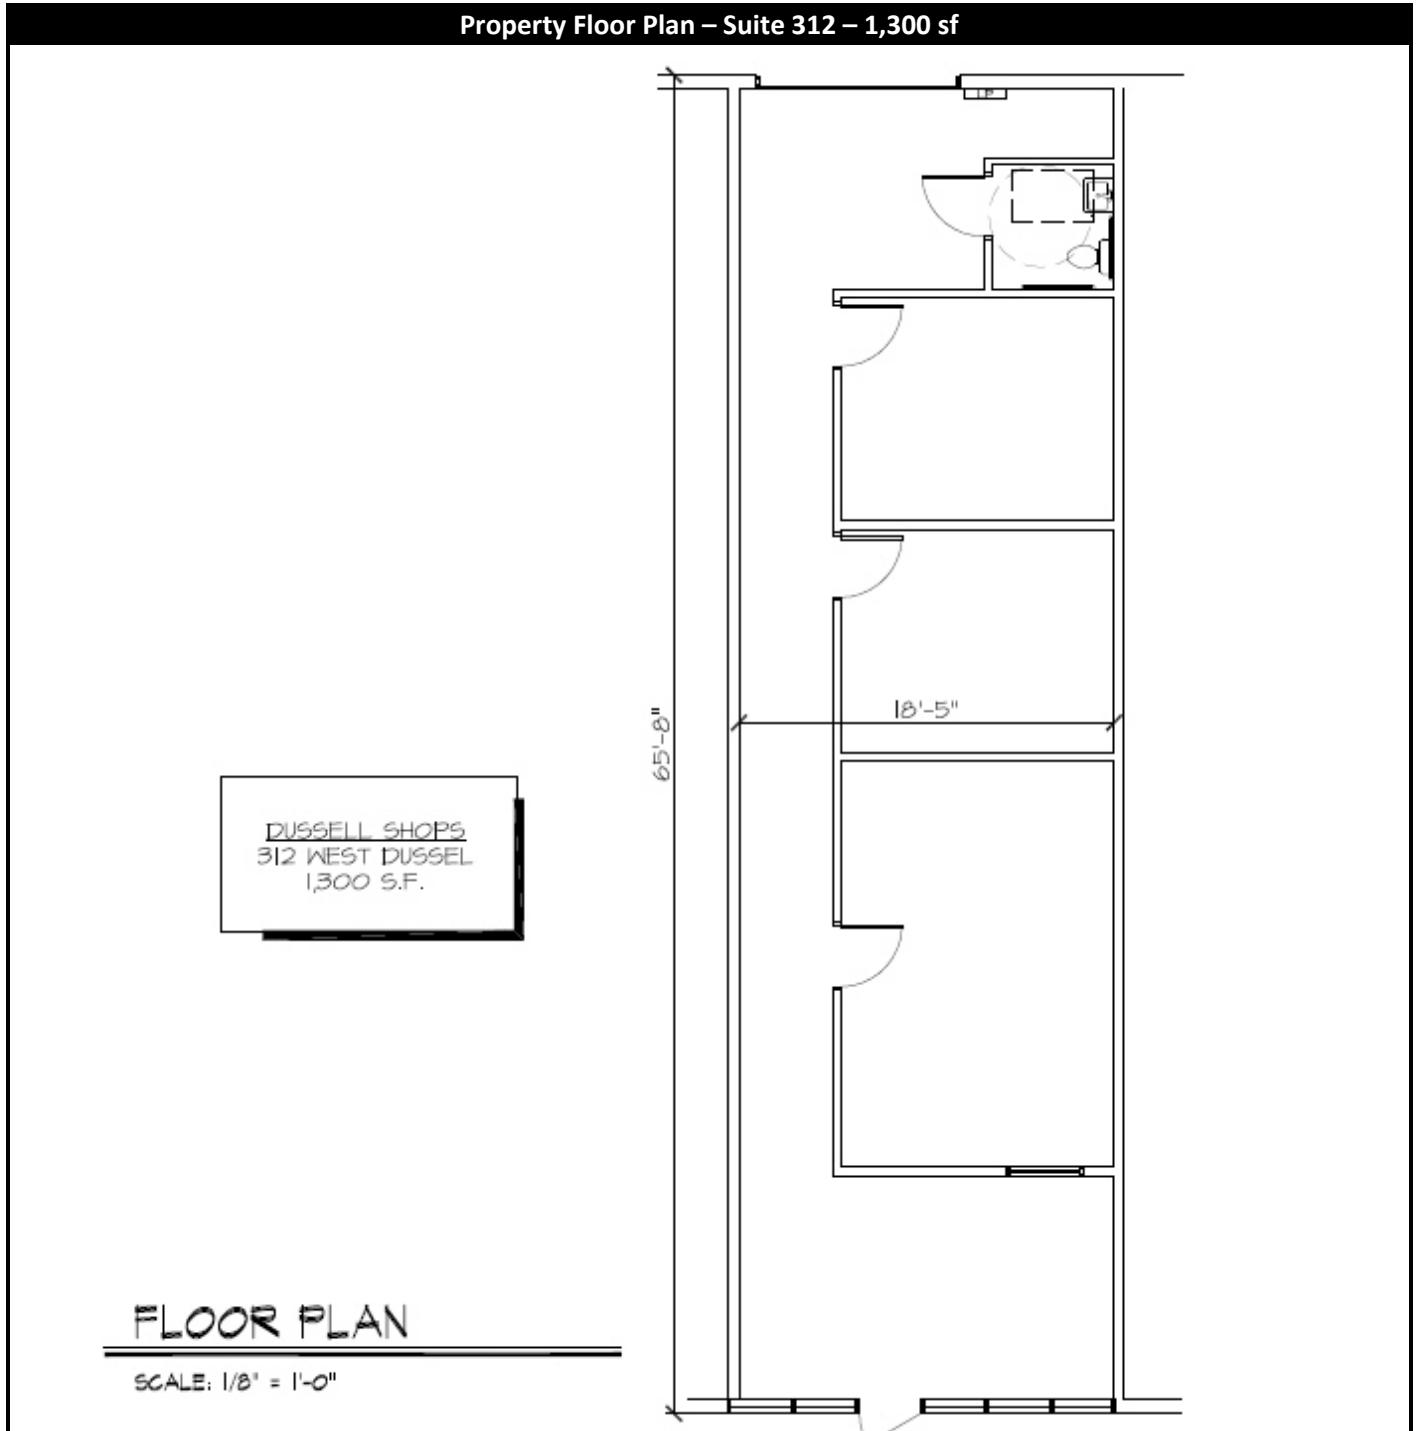 Property Floor Plan – Suite 312 – 1,300 sf
18'-5"
65'-8"
DUSSELL SHOPS
312 WEST DUSSEL
1,300 S.F.
FLOOR PLAN
SCALE: 1/8" = 1'-0"